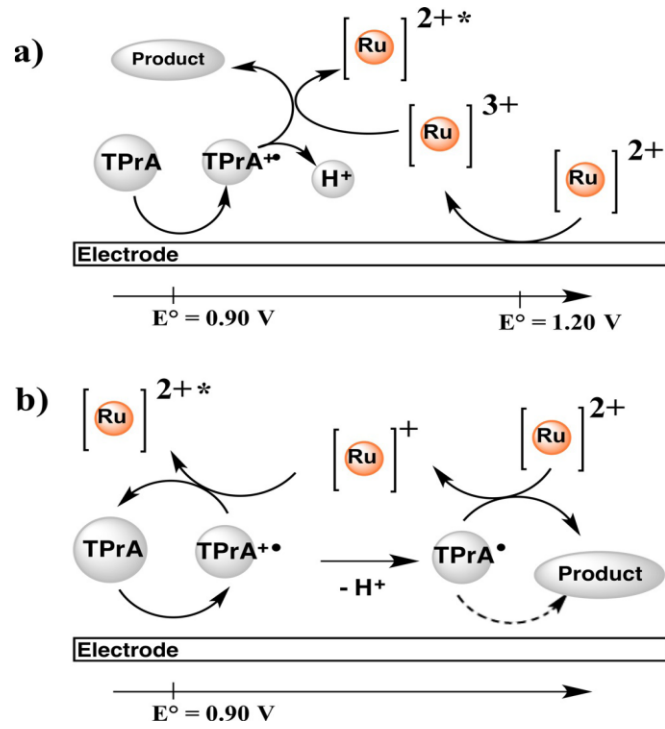 a)
Product
[Ru]2+*
[Ru]3+
TPrA
TPrA+•
H+
[Ru]2+
Electrode
E° = 0.90 V
E° = 1.20 V
b)
[Ru]2+*
[Ru]+
[Ru]2+
TPrA
TPrA+•
- H+
TPrA•
Product
Electrode
E° = 0.90 V